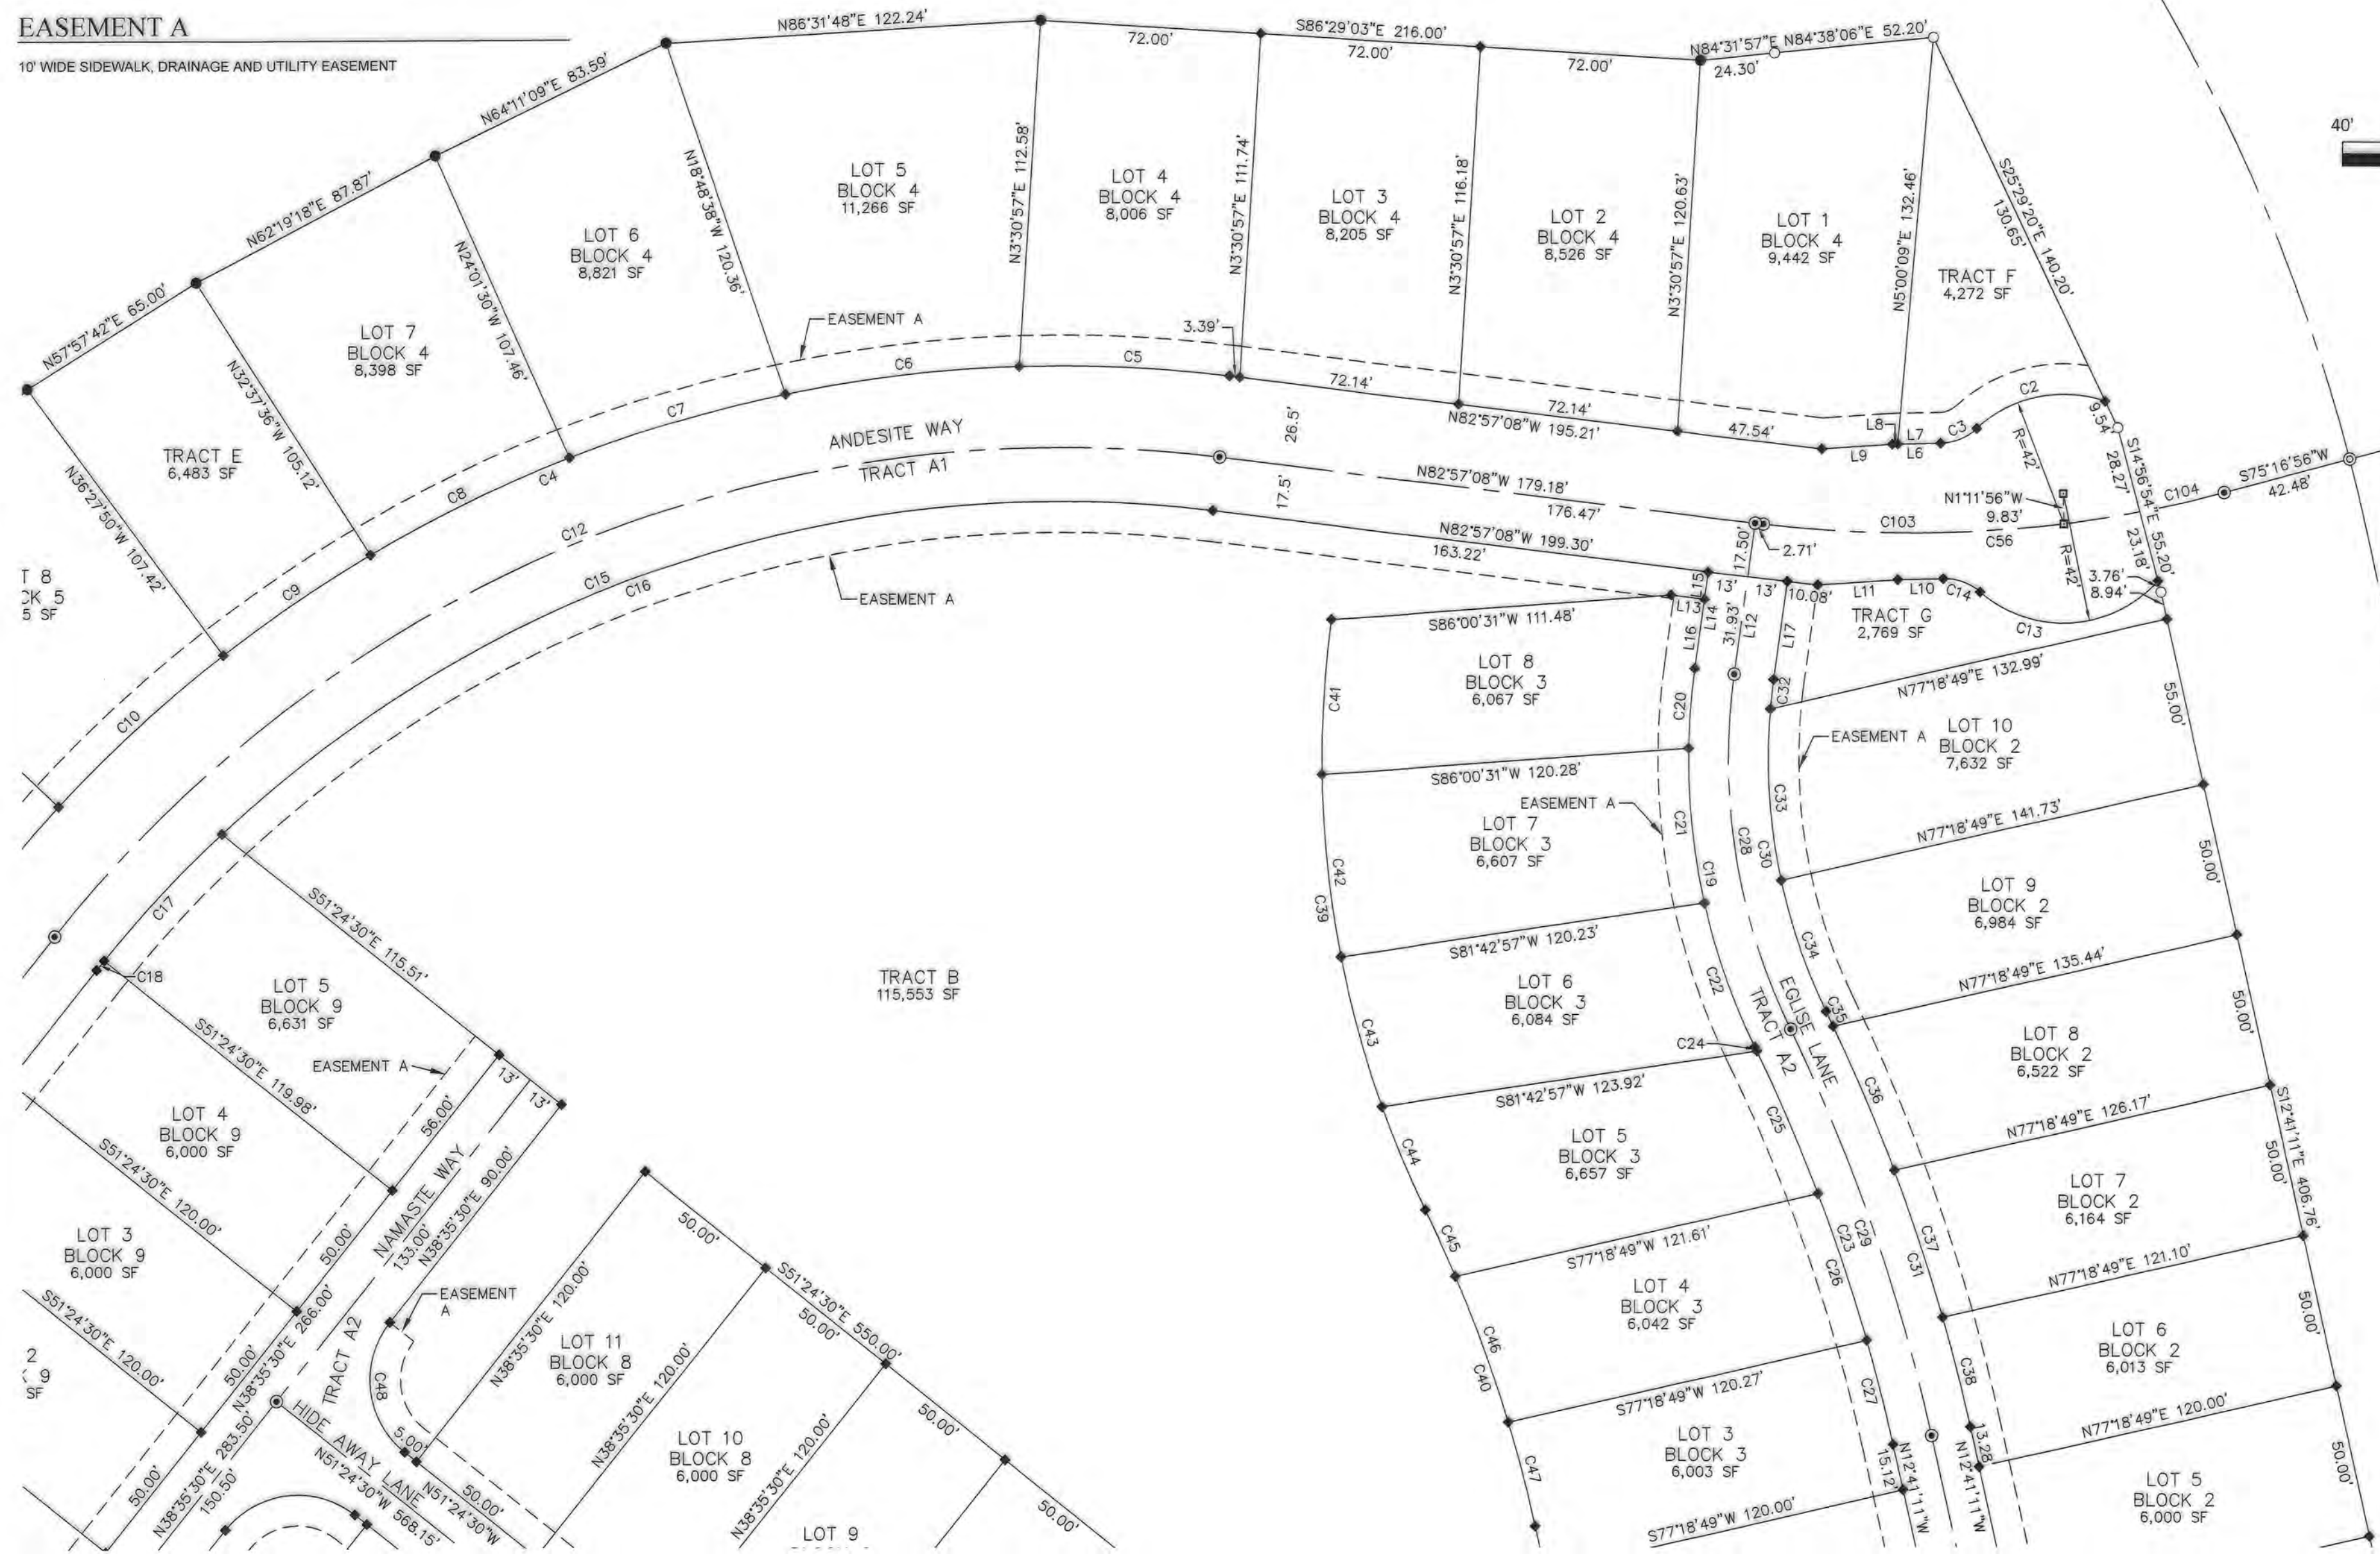 EASEMENT A
10' WIDE SIDEWALK, DRAINAGE AND UTILITY EASEMENT
N86°31'48"E 122.24'
72.00'
S86°29'03"E 216.00'
72.00'
72.00'
N84°31'57"E
24.30'
N84°38'06"E 52.20'
40'
N64°11'09"E 83.59'
N62°19'18"E 87.87'
N57°57'42"E 65.00'
N36°27'50"W 107.42'
N32°37'36"W 105.12'
N24°01'30"W 107.46'
N18°48'38"W 120.36'
N3°30'57"E 112.58'
N3°30'57"E 111.74'
N3°30'57"E 116.18'
N3°30'57"E 120.63'
N5°00'09"E 132.46'
S25°29'20"E 140.20'
130.65'
TRACT E
6,483 SF
LOT 7
BLOCK 4
8,398 SF
LOT 6
BLOCK 4
8,821 SF
LOT 5
BLOCK 4
11,266 SF
LOT 4
BLOCK 4
8,006 SF
LOT 3
BLOCK 4
8,205 SF
LOT 2
BLOCK 4
8,526 SF
LOT 1
BLOCK 4
9,442 SF
TRACT F
4,272 SF
EASEMENT A
3.39'
C10
C9
C8
C4
C7
C6
C5
72.14'
72.14'
N82°57'08"W 195.21'
47.54'
L9
L8
L7
L6
C3
C2
9.54'
R=42'
S14°56'54"E 55.20'
28.27'
23.18'
3.76'
8.94'
N1°11'56"W
9.83'
R=42'
C104
S75°16'56"W
42.48'
ANDESITE WAY
TRACT A1
26.5'
17.5'
C12
N82°57'08"W 179.18'
176.47'
C103
C56
2.71'
17.50'
N82°57'08"W 199.30'
163.22'
C15
C16
EASEMENT A
L15
13'
13'
10.08'
L11
L10
C14
C13
L13
L14
L16
31.93'
L12
L17
C32
TRACT G
2,769 SF
T 8
CK 5
5 SF
C17
C18
S86°00'31"W 111.48'
LOT 8
BLOCK 3
6,067 SF
C41
C20
S86°00'31"W 120.28'
EASEMENT A
LOT 7
BLOCK 3
6,607 SF
C42
C39
C21
C19
S81°42'57"W 120.23'
LOT 6
BLOCK 3
6,084 SF
C43
C22
C24
S81°42'57"W 123.92'
LOT 5
BLOCK 3
6,657 SF
C44
C45
C25
S77°18'49"W 121.61'
LOT 4
BLOCK 3
6,042 SF
C46
C40
C23
C26
S77°18'49"W 120.27'
LOT 3
BLOCK 3
6,003 SF
C47
C27
15.12'
N12°41'11"W
S77°18'49"W 120.00'
C28
C29
EGLISE LANE
TRACT A2
C33
C30
C34
C35
C36
C37
C31
C38
13.28'
N12°41'11"W
N77°18'49"E 132.99'
55.00'
EASEMENT A
LOT 10
BLOCK 2
7,632 SF
N77°18'49"E 141.73'
50.00'
LOT 9
BLOCK 2
6,984 SF
N77°18'49"E 135.44'
50.00'
LOT 8
BLOCK 2
6,522 SF
N77°18'49"E 126.17'
S12°41'11"E 406.76'
50.00'
LOT 7
BLOCK 2
6,164 SF
N77°18'49"E 121.10'
50.00'
LOT 6
BLOCK 2
6,013 SF
N77°18'49"E 120.00'
50.00'
LOT 5
BLOCK 2
6,000 SF
TRACT B
115,553 SF
S51°24'30"E 115.51'
LOT 5
BLOCK 9
6,631 SF
EASEMENT A
S51°24'30"E 119.98'
13'
13'
56.00'
LOT 4
BLOCK 9
6,000 SF
S51°24'30"E 120.00'
50.00'
NAMASTE WAY
133.00'
N38°35'30"E 90.00'
LOT 3
BLOCK 9
6,000 SF
S51°24'30"E 120.00'
50.00'
N38°35'30"E 266.00'
TRACT A2
EASEMENT
A
C48
5.00'
2
9
SF
50.00'
N38°35'30"E 283.50'
150.50'
HIDE AWAY LANE
N51°24'30"W 568.15'
50.00'
N51°24'30"W
50.00'
S51°24'30"E 550.00'
50.00'
50.00'
50.00'
N38°35'30"E 120.00'
LOT 11
BLOCK 8
6,000 SF
N38°35'30"E 120.00'
LOT 10
BLOCK 8
6,000 SF
N38°35'30"E 120.00'
LOT 9